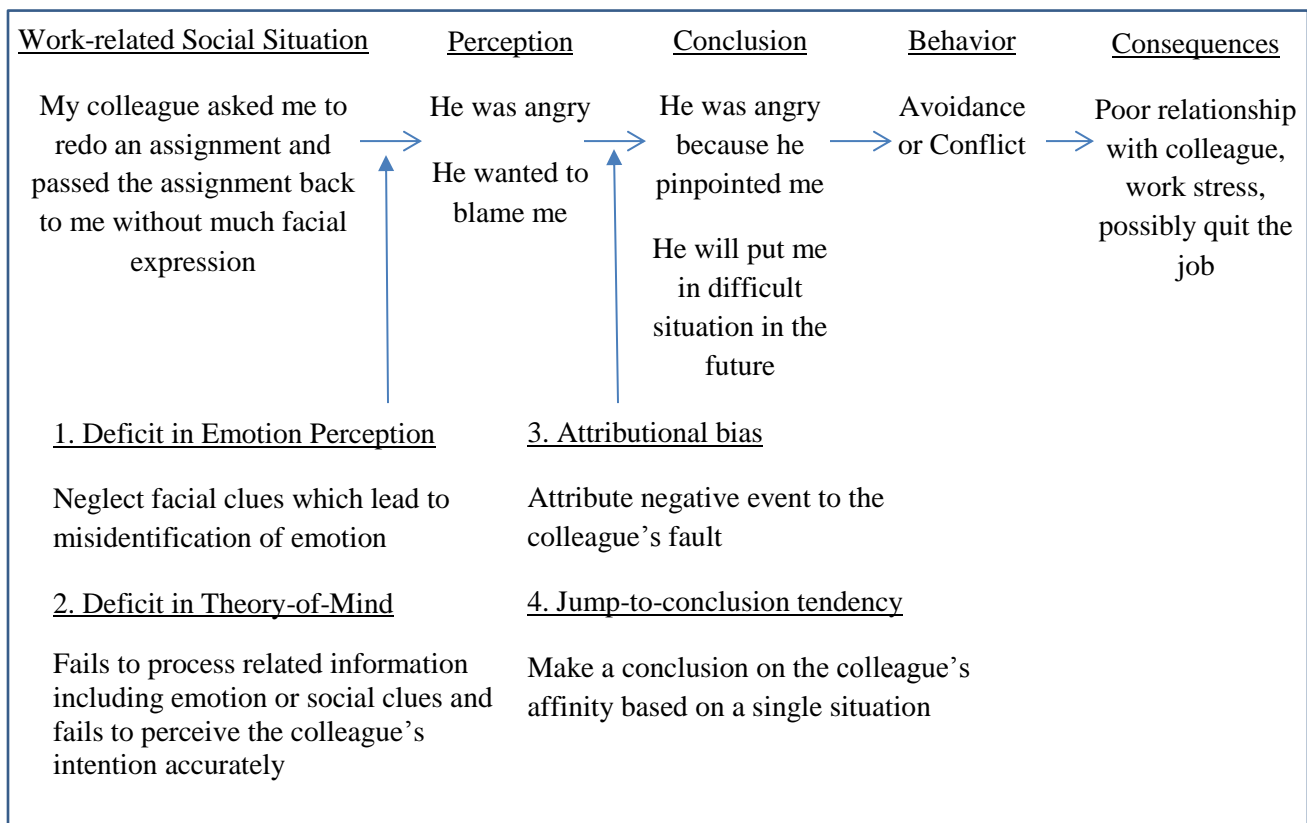 Work-related Social Situation
My colleague asked me to
redo an assignment and
passed the assignment back
to me without much facial
expression
Perception
He was angry
He wanted to
blame me
Conclusion
He was angry
because he
pinpointed me
He will put me
in difficult
situation in the
future
Behavior
Avoidance
or Conflict
Consequences
Poor relationship
with colleague,
work stress,
possibly quit the
job
1. Deficit in Emotion Perception
Neglect facial clues which lead to
misidentification of emotion
2. Deficit in Theory-of-Mind
Fails to process related information
including emotion or social clues and
fails to perceive the colleague’s
intention accurately
3. Attributional bias
Attribute negative event to the
colleague’s fault
4. Jump-to-conclusion tendency
Make a conclusion on the colleague’s
affinity based on a single situation